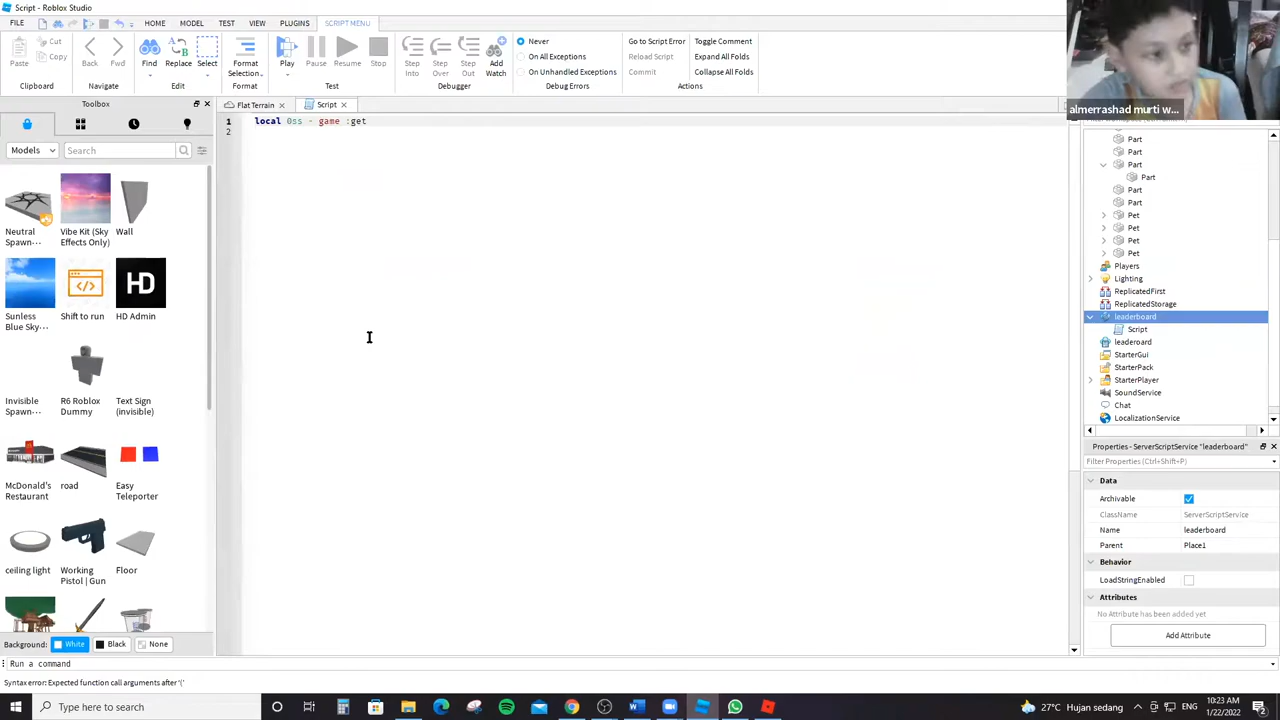 Script - Roblox Studio
FILE
HOME
MODEL
TEST
VIEW
PLUGINS
SCRIPT MENU
Paste
Cut
Copy
Clipboard
Back
Fwd
Navigate
Find
Replace
Select
Edit
Format
Selection..
Format
Play
Pause
Resume
Stop
Test
Step
Into
Step
Over
Step
Out
Add
Watch
Debugger
Never
On All Exceptions
On Unhandled Exceptions
Debug Errors
Go to Script Error
Reload Script
Commit
Toggle Comment
Expand All Folds
Collapse All Folds
Actions
almerrashad murti w...
Toolbox
Flat Terrain
Script
Models
Search
1 local 0ss - game :get
2
Neutral
Spawn···
Vibe Kit (Sky
Effects Only)
Wall
Sunless
Blue Sky···
Shift to run
HD
HD Admin
Invisible
Spawn···
R6 Roblox
Dummy
Text Sign
(invisible)
McDonald's
Restaurant
road
Easy
Teleporter
ceiling light
Working
Pistol | Gun
Floor
Background:
White
Black
None
Part
Part
Part
Part
Part
Part
Pet
Pet
Pet
Pet
Players
Lighting
ReplicatedFirst
ReplicatedStorage
leaderboard
Script
leaderoard
StarterGui
StarterPack
StarterPlayer
SoundService
Chat
LocalizationService
Properties - ServerScriptService "leaderboard"
Filter Properties (Ctrl+Shift+P)
Data
Archivable
ClassName ServerScriptService
Name leaderboard
Parent Place1
Behavior
LoadStringEnabled
Attributes
No Attribute has been added yet
Add Attribute
Run a command
Syntax error: Expected function call arguments after '('
Type here to search
27°C Hujan sedang
10:23 AM
1/22/2022